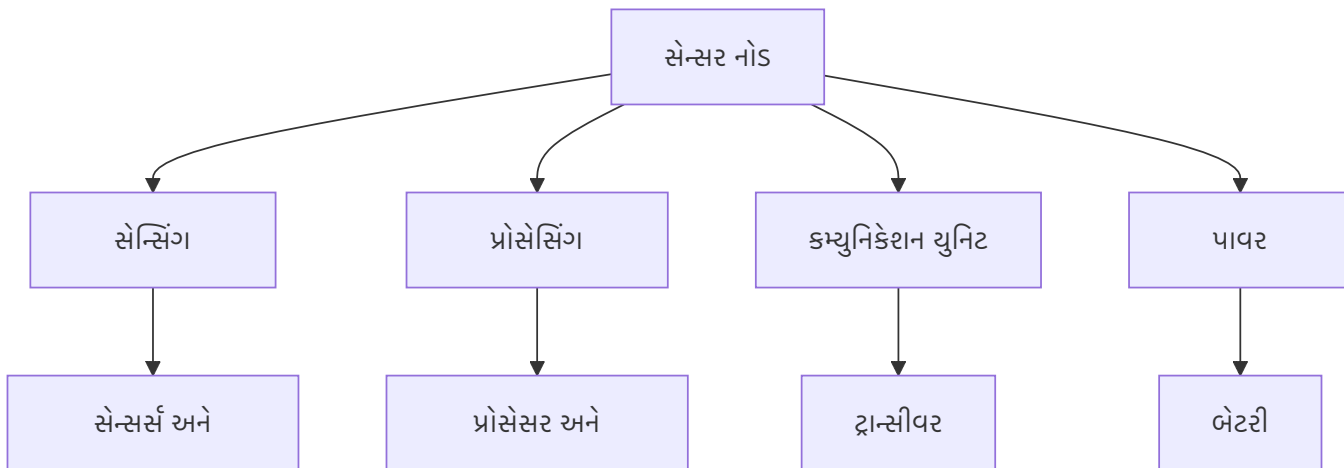 સેન્સર નોડ
સેન્સિંગ
પ્રોસેસિંગ
કમ્યુનિકેશન યુનિટ
પાવર
સેન્સર્સ અને
પ્રોસેસર અને
ટ્રાન્સીવર
બેટરી